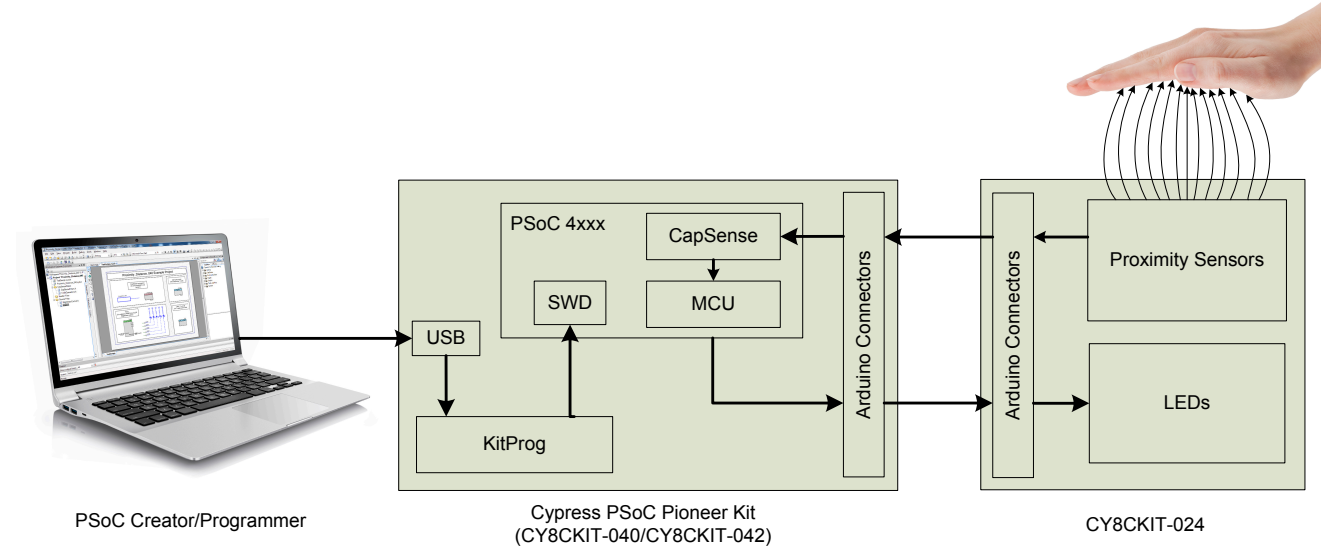 PSoC 4xxx
CapSense
MCU
SWD
USB
KitProg
Arduino Connectors
Arduino Connectors
Proximity Sensors
LEDs
PSoC Creator/Programmer
Cypress PSoC Pioneer Kit
(CY8CKIT-040/CY8CKIT-042)
CY8CKIT-024